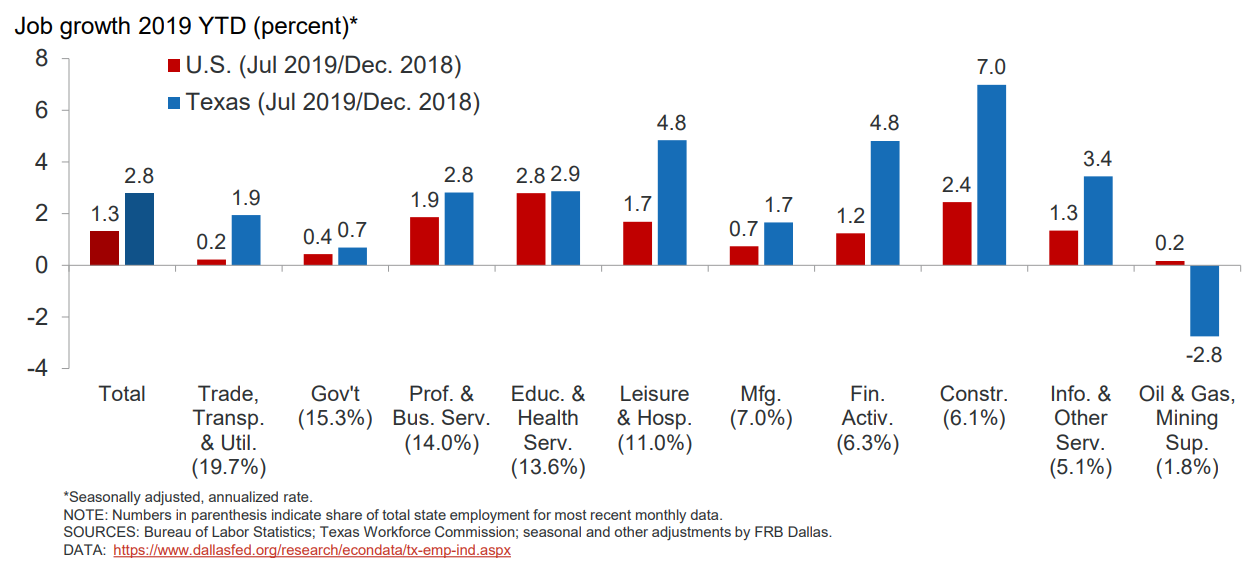 Job growth 2019 YTD (percent)*
U.S. (Jul 2019/Dec. 2018)
Texas (Jul 2019/Dec. 2018)
8
6
4
2
0
-2
-4
1.3 2.8
0.2 1.9
0.4 0.7
1.9 2.8
2.8 2.9
1.7 4.8
0.7 1.7
1.2 4.8
2.4 7.0
1.3 3.4
0.2 -2.8
Total
Trade,
Transp.
& Util.
(19.7%)
Gov't
(15.3%)
Prof. &
Bus. Serv.
(14.0%)
Educ. &
Health
Serv.
(13.6%)
Leisure
& Hosp.
(11.0%)
Mfg.
(7.0%)
Fin.
Activ.
(6.3%)
Constr.
(6.1%)
Info. &
Other
Serv.
(5.1%)
Oil & Gas,
Mining
Sup.
(1.8%)
*Seasonally adjusted, annualized rate.
NOTE: Numbers in parenthesis indicate share of total state employment for most recent monthly data.
SOURCES: Bureau of Labor Statistics; Texas Workforce Commission; seasonal and other adjustments by FRB Dallas.
DATA: https://www.dallasfed.org/research/econdata/tx-emp-ind.aspx